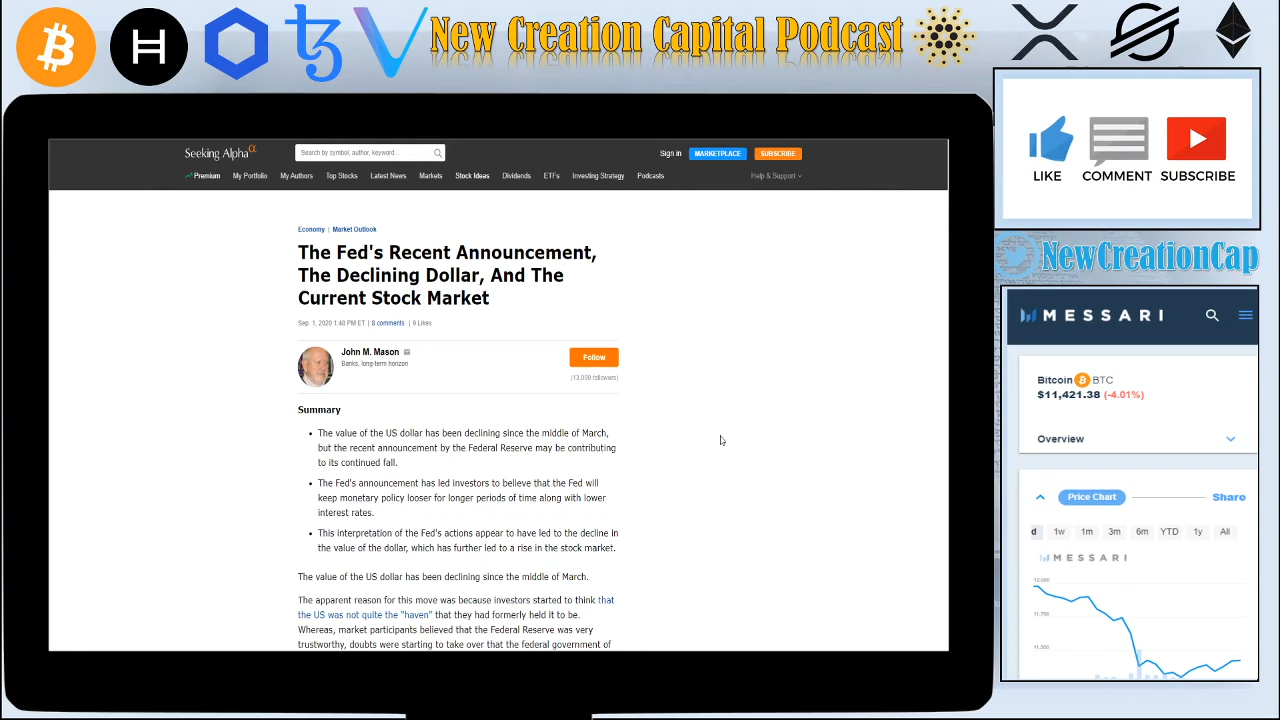 New Creation Capital Podcast
Seeking Alpha α
Search by symbol, author, keyword...
Sign in
MARKETPLACE
SUBSCRIBE
Premium
My Portfolio
My Authors
Top Stocks
Latest News
Markets
Stock Ideas
Dividends
ETFs
Investing Strategy
Podcasts
Help & Support
Economy | Market Outlook
The Fed's Recent Announcement,
The Declining Dollar, And The
Current Stock Market
Sep. 1, 2020 1:48 PM ET | 8 comments | 9 Likes
John M. Mason
Banks, long-term horizon
Follow
(13,000 followers)
Summary
• The value of the US dollar has been declining since the middle of March,
but the recent announcement by the Federal Reserve may be contributing
to its continued fall.
• The Fed's announcement has led investors to believe that the Fed will
keep monetary policy looser for longer periods of time along with lower
interest rates.
• This interpretation of the Fed's actions appear to have led to the decline in
the value of the dollar, which has further led to a rise in the stock market.
The value of the US dollar has been declining since the middle of March.
The apparent reason for this move was because investors started to think that
the US was not quite the "haven" that they had formerly held it to be.
Whereas, market participants believed that the Federal Reserve was very
trustworthy, doubts were starting to take over that the federal government of
LIKE
COMMENT
SUBSCRIBE
NewCreationCap
MESSARI
Bitcoin BTC
$11,421.38 (-4.01%)
Overview
Price Chart
Share
d 1w 1m 3m 6m YTD 1y All
MESSARI
12,000
11,750
11,500